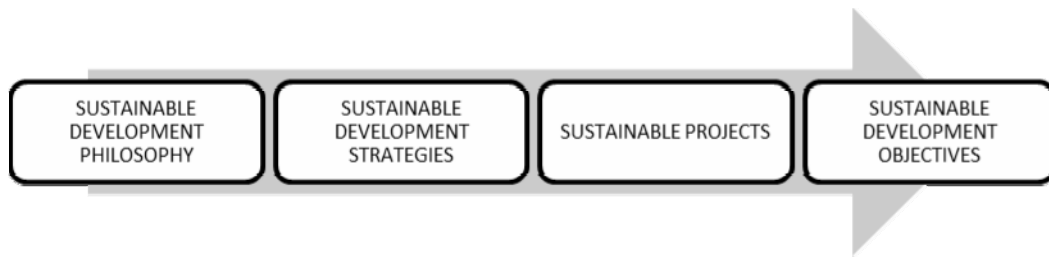 SUSTAINABLE
DEVELOPMENT
PHILOSOPHY
SUSTAINABLE
DEVELOPMENT
STRATEGIES
SUSTAINABLE PROJECTS
SUSTAINABLE
DEVELOPMENT
OBJECTIVES